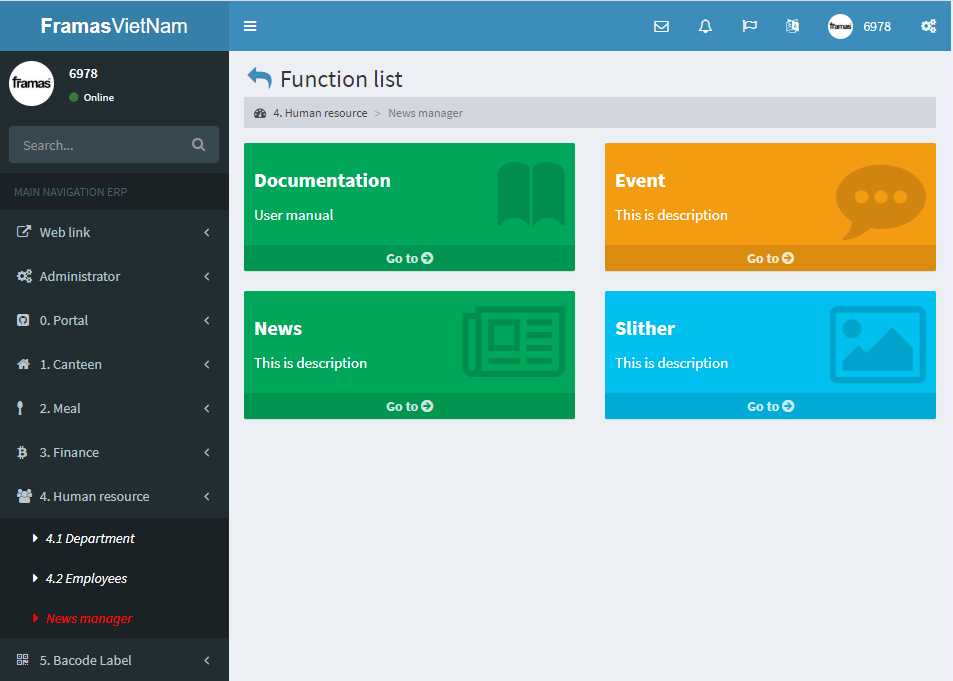 FramasVietNam
6978
framas
6978
Online
Search...
MAIN NAVIGATION ERP
Web link
Administrator
0. Portal
1. Canteen
2. Meal
3. Finance
4. Human resource
4.1 Department
4.2 Employees
News manager
5. Bacode Label
framas
Function list
4. Human resource > News manager
Documentation
User manual
Go to
Event
This is description
Go to
News
This is description
Go to
Slither
This is description
Go to